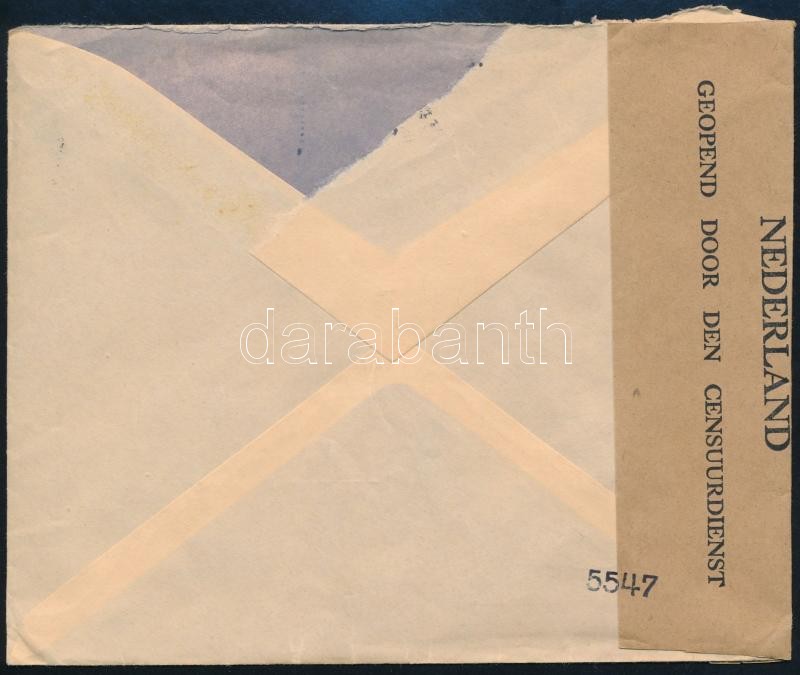 NEDERLAND
GEOPEND DOOR DEN CENSUURDIENST
darabanth
5547